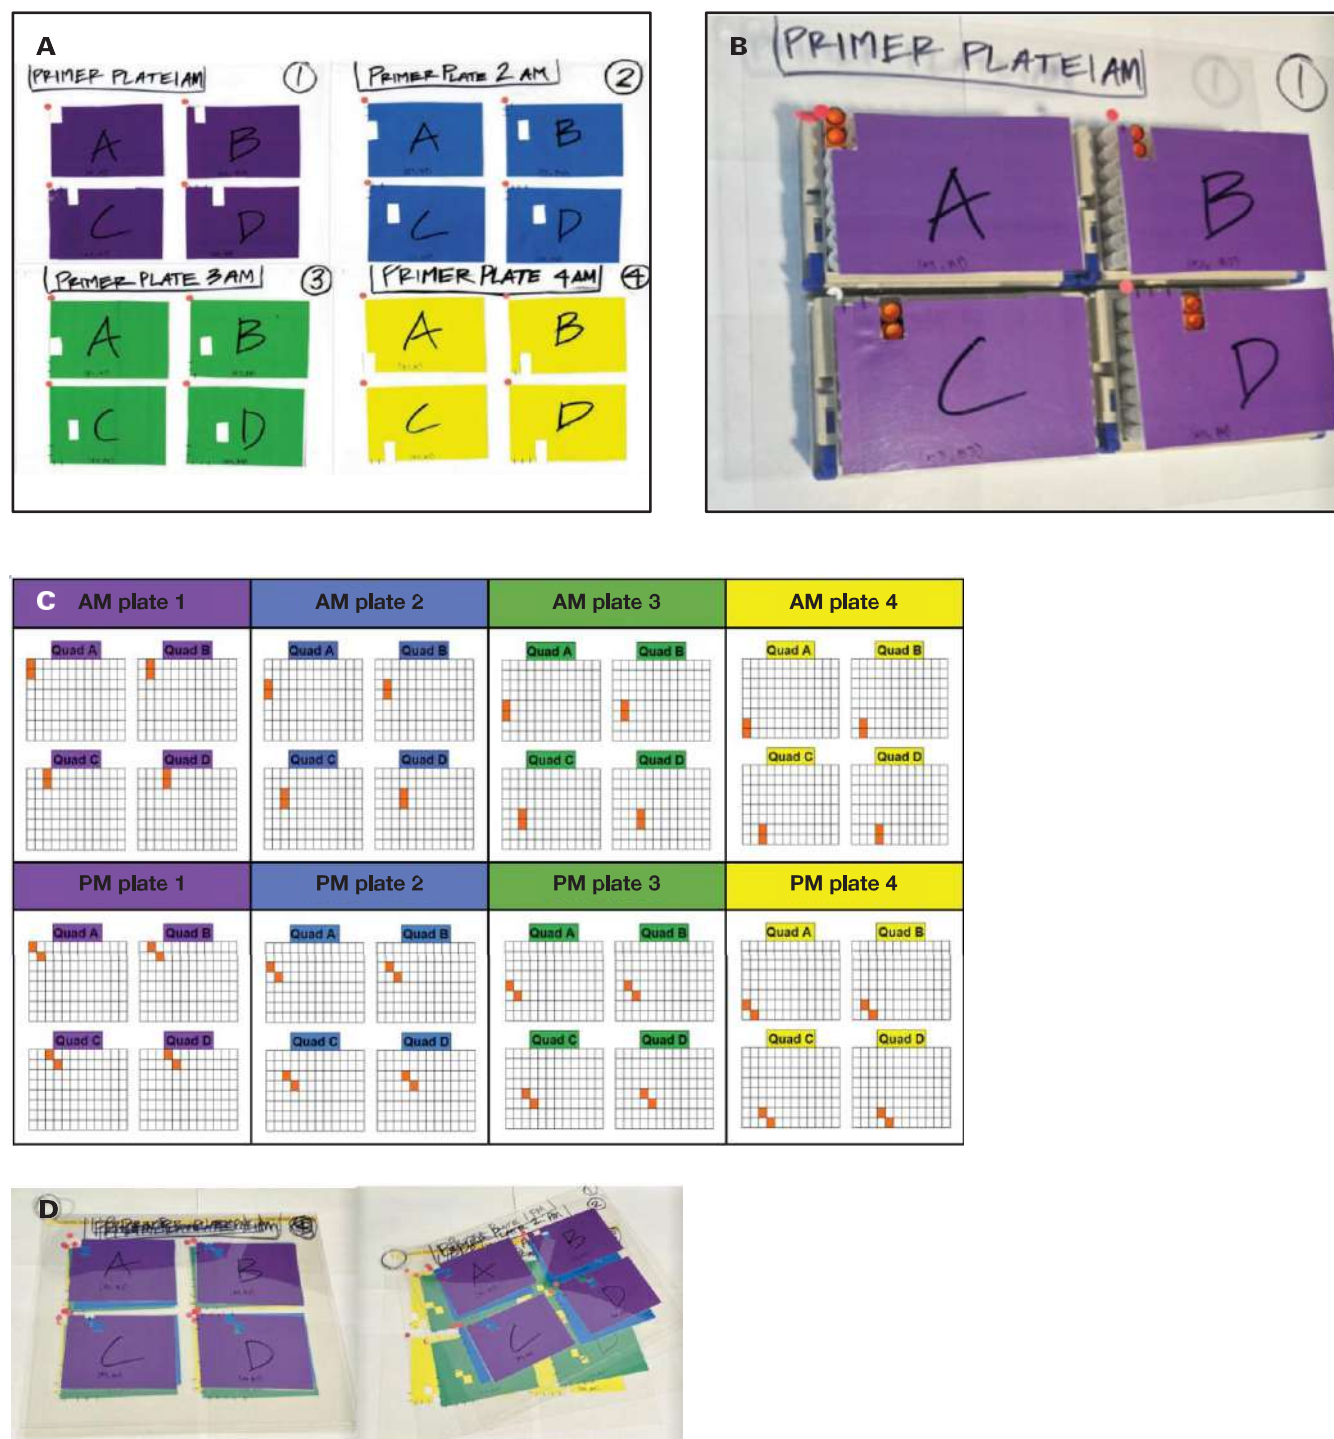 A
PRIMER PLATE 1 AM ①
A B
C D
PRIMER PLATE 2 AM ②
A B
C D
PRIMER PLATE 3 AM ③
A B
C D
PRIMER PLATE 4 AM ④
A B
C D
B
PRIMER PLATE 1 AM ①
A B
C D
C
AM plate 1 AM plate 2 AM plate 3 AM plate 4
Quad A Quad B Quad A Quad B Quad A Quad B Quad A Quad B
Quad C Quad D Quad C Quad D Quad C Quad D Quad C Quad D
PM plate 1 PM plate 2 PM plate 3 PM plate 4
Quad A Quad B Quad A Quad B Quad A Quad B Quad A Quad B
Quad C Quad D Quad C Quad D Quad C Quad D Quad C Quad D
D
A B
C D
A B
C D